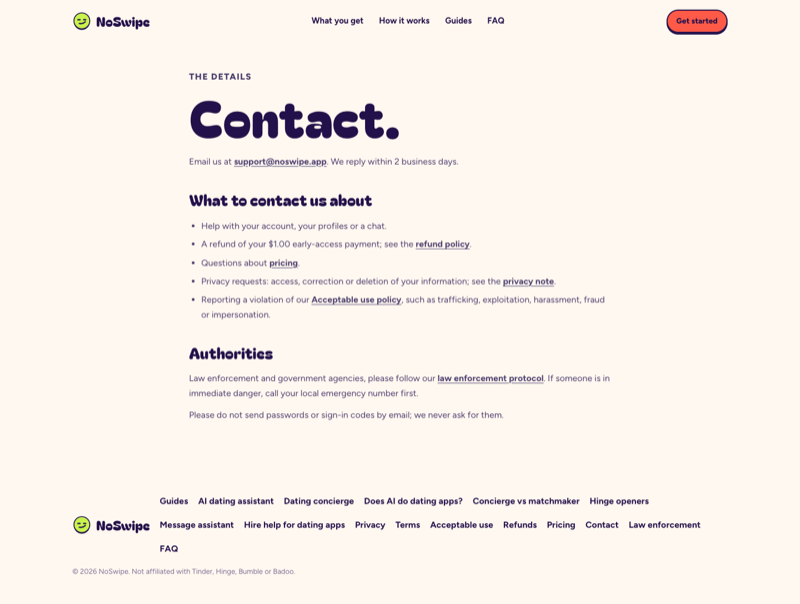 NoSwipe
What you get How it works Guides FAQ
Get started
THE DETAILS
Contact.
Email us at support@noswipe.app. We reply within 2 business days.
What to contact us about
• Help with your account, your profiles or a chat.
• A refund of your $1.00 early-access payment; see the refund policy.
• Questions about pricing.
• Privacy requests: access, correction or deletion of your information; see the privacy note.
• Reporting a violation of our Acceptable use policy, such as trafficking, exploitation, harassment, fraud
or impersonation.
Authorities
Law enforcement and government agencies, please follow our law enforcement protocol. If someone is in
immediate danger, call your local emergency number first.
Please do not send passwords or sign-in codes by email; we never ask for them.
NoSwipe
Guides AI dating assistant Dating concierge Does AI do dating apps? Concierge vs matchmaker Hinge openers
Message assistant Hire help for dating apps Privacy Terms Acceptable use Refunds Pricing Contact Law enforcement
FAQ
© 2026 NoSwipe. Not affiliated with Tinder, Hinge, Bumble or Badoo.